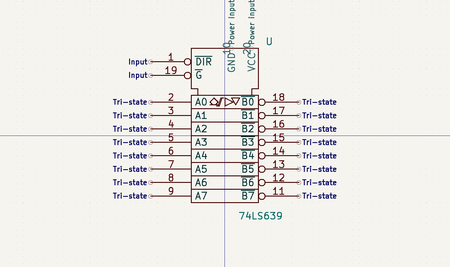 Power Input
Power Input
U
10
20
GND
VCC
Input 1 DIR
Input 19 G
Tri-state 2 A0 B0 18 Tri-state
Tri-state 3 A1 B1 17 Tri-state
Tri-state 4 A2 B2 16 Tri-state
Tri-state 5 A3 B3 15 Tri-state
Tri-state 6 A4 B4 14 Tri-state
Tri-state 7 A5 B5 13 Tri-state
Tri-state 8 A6 B6 12 Tri-state
Tri-state 9 A7 B7 11 Tri-state
74LS639